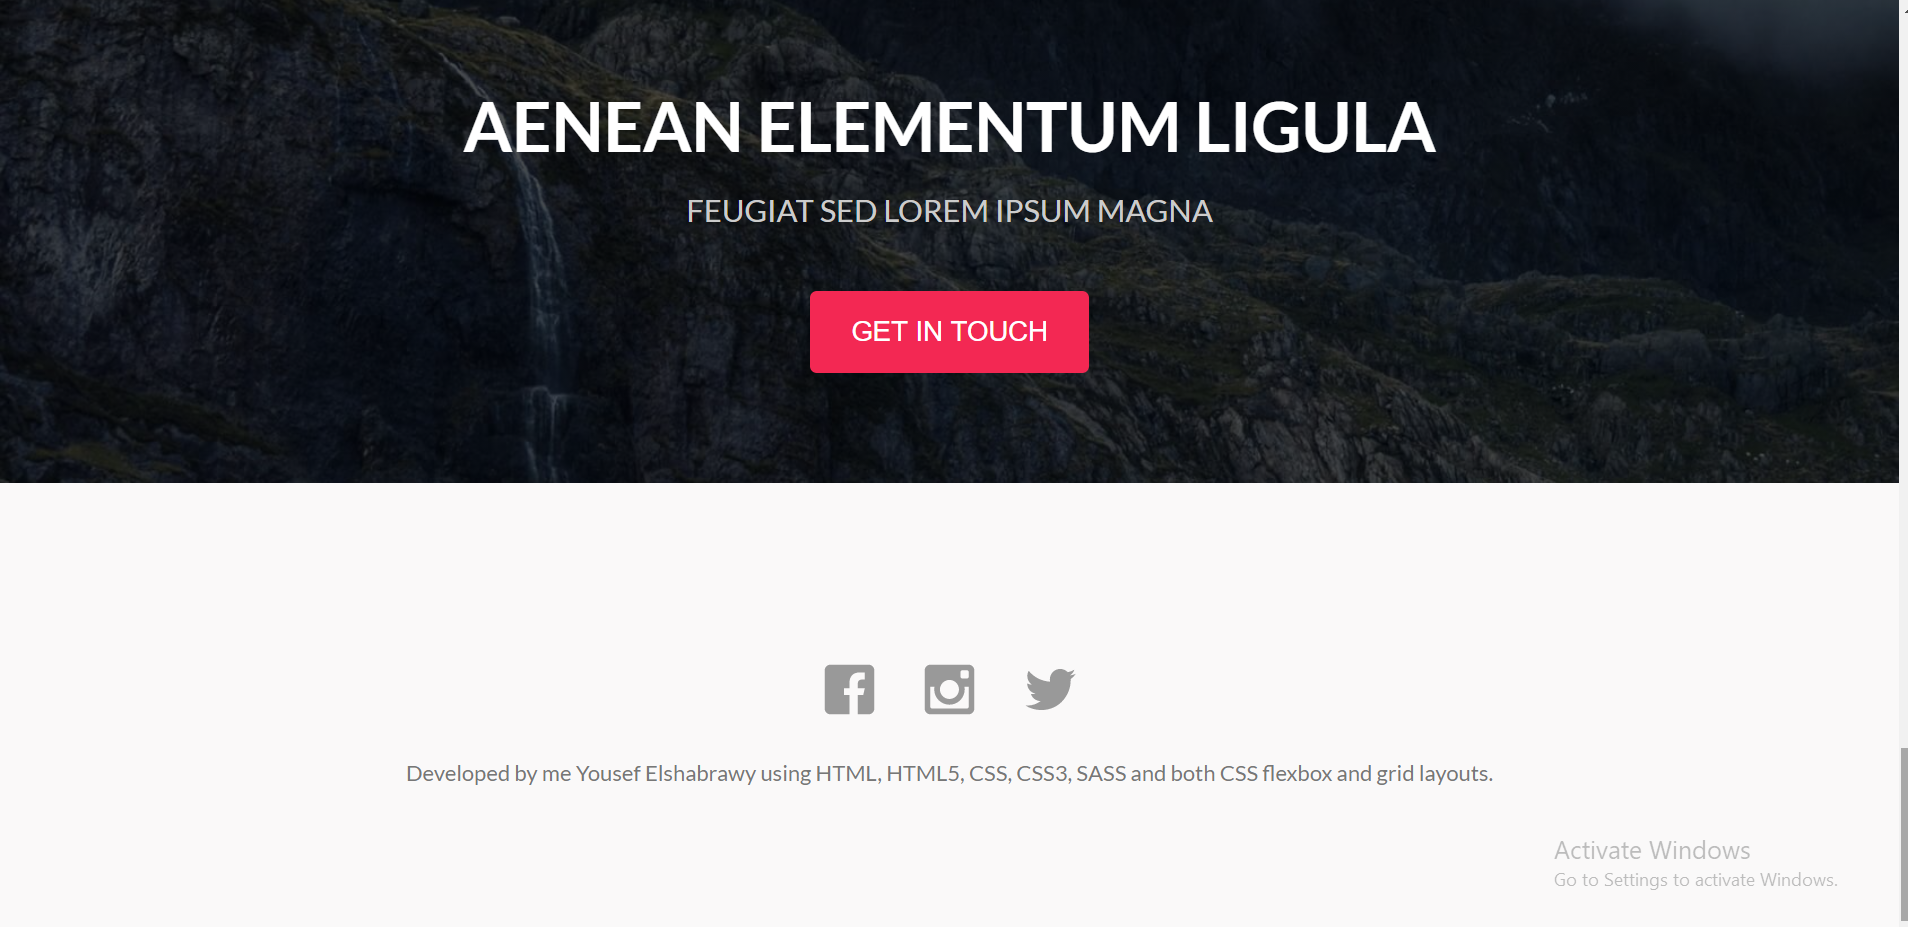 AENEAN ELEMENTUM LIGULA
FEUGIAT SED LOREM IPSUM MAGNA
GET IN TOUCH
Developed by me Yousef Elshabrawy using HTML, HTML5, CSS, CSS3, SASS and both CSS flexbox and grid layouts.
Activate Windows
Go to Settings to activate Windows.